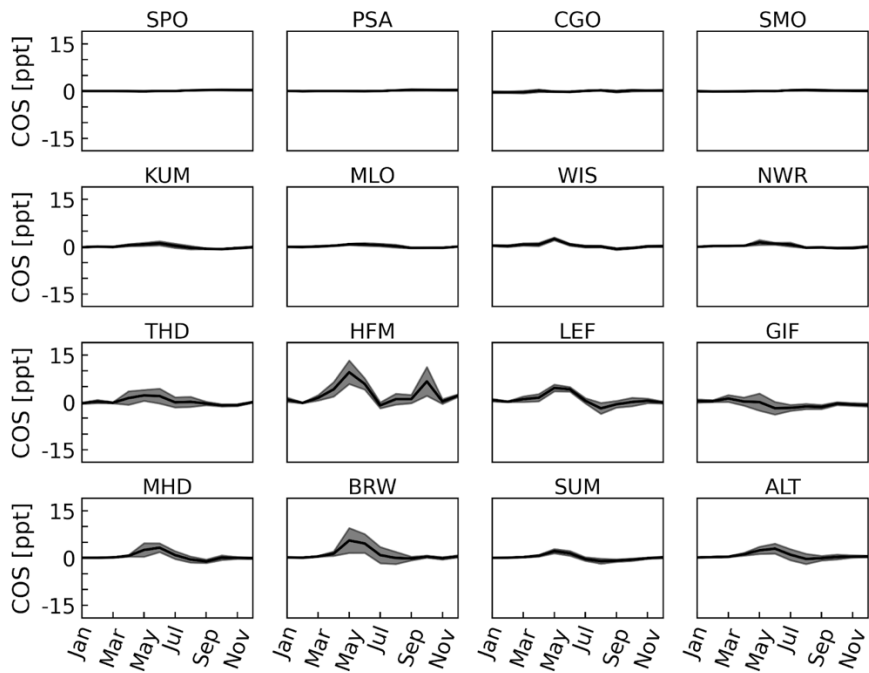 SPO PSA CGO SMO
COS [ppt] 15 0 -15
KUM MLO WIS NWR
COS [ppt] 15 0 -15
THD HFM LEF GIF
COS [ppt] 15 0 -15
MHD BRW SUM ALT
COS [ppt] 15 0 -15
Jan Mar May Jul Sep Nov Jan Mar May Jul Sep Nov Jan Mar May Jul Sep Nov Jan Mar May Jul Sep Nov